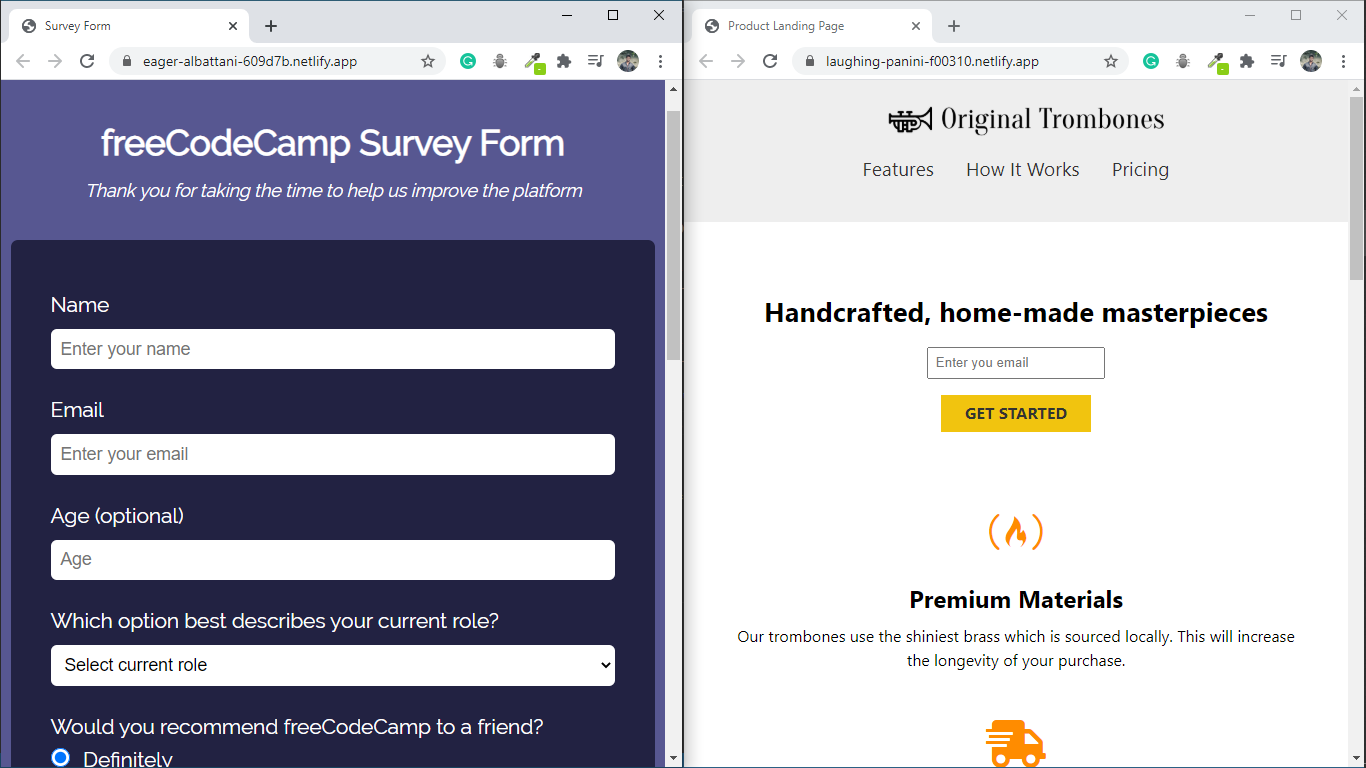 Survey Form
eager-albattani-609d7b.netlify.app
freeCodeCamp Survey Form
Thank you for taking the time to help us improve the platform
Name
Enter your name
Email
Enter your email
Age (optional)
Age
Which option best describes your current role?
Select current role
Would you recommend freeCodeCamp to a friend?
Definitely
Product Landing Page
laughing-panini-f00310.netlify.app
Original Trombones
Features How It Works Pricing
Handcrafted, home-made masterpieces
Enter you email
GET STARTED
Premium Materials
Our trombones use the shiniest brass which is sourced locally. This will increase
the longevity of your purchase.